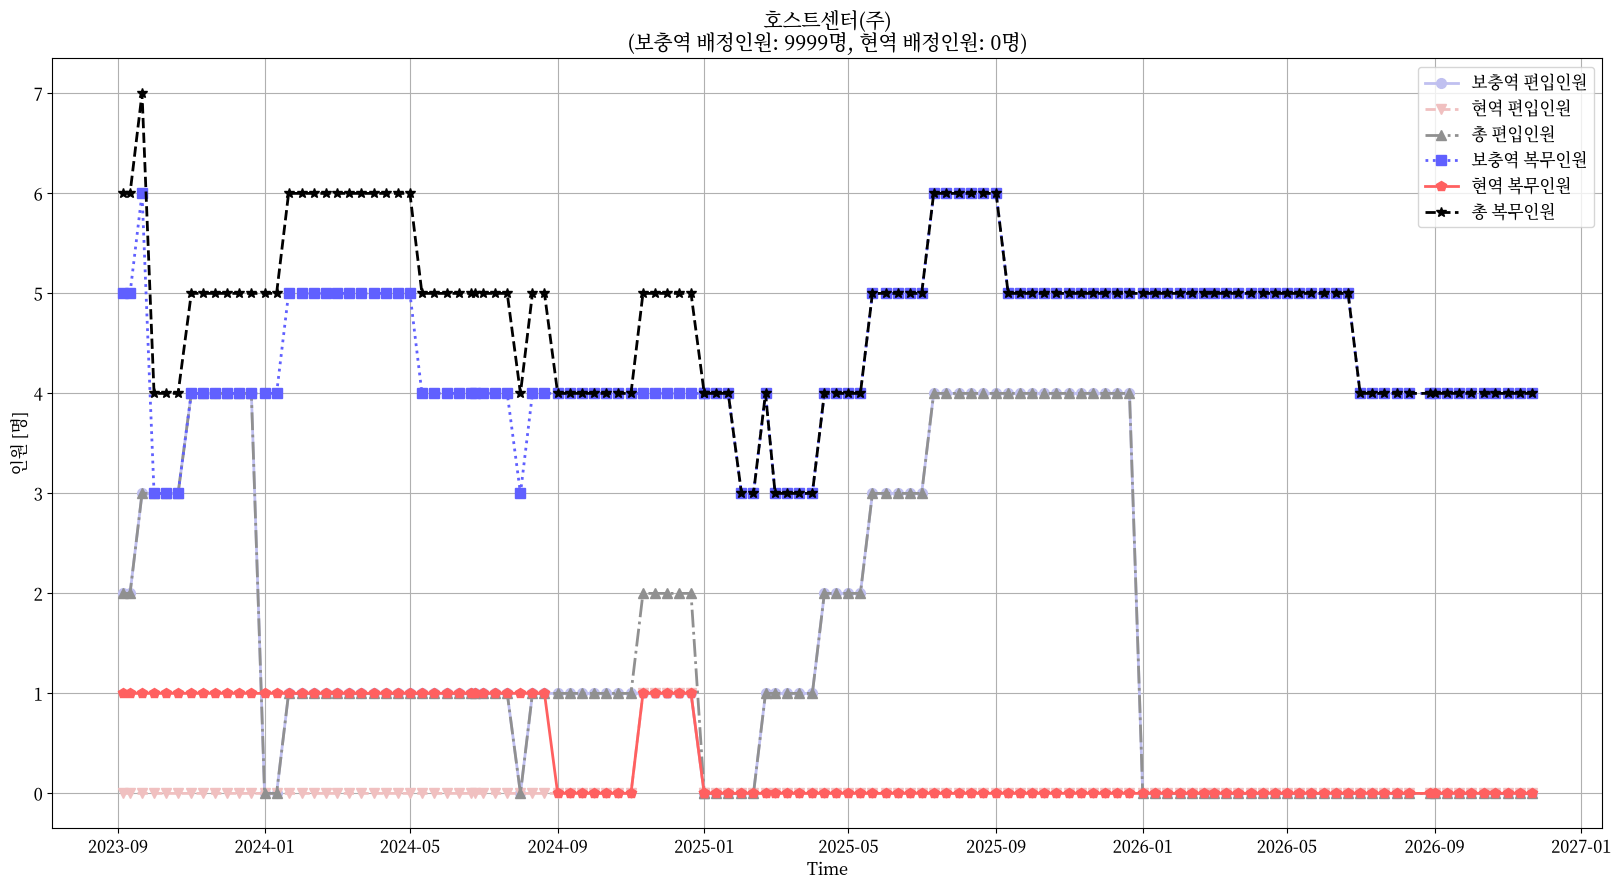 호스트센터(주)
(보충역 배정인원: 9999명, 현역 배정인원: 0명)
보충역 편입인원
현역 편입인원
총 편입인원
보충역 복무인원
현역 복무인원
총 복무인원
인원 [명]
7
6
5
4
3
2
1
0
2023-09 2024-01 2024-05 2024-09 2025-01 2025-05 2025-09 2026-01 2026-05 2026-09 2027-01
Time